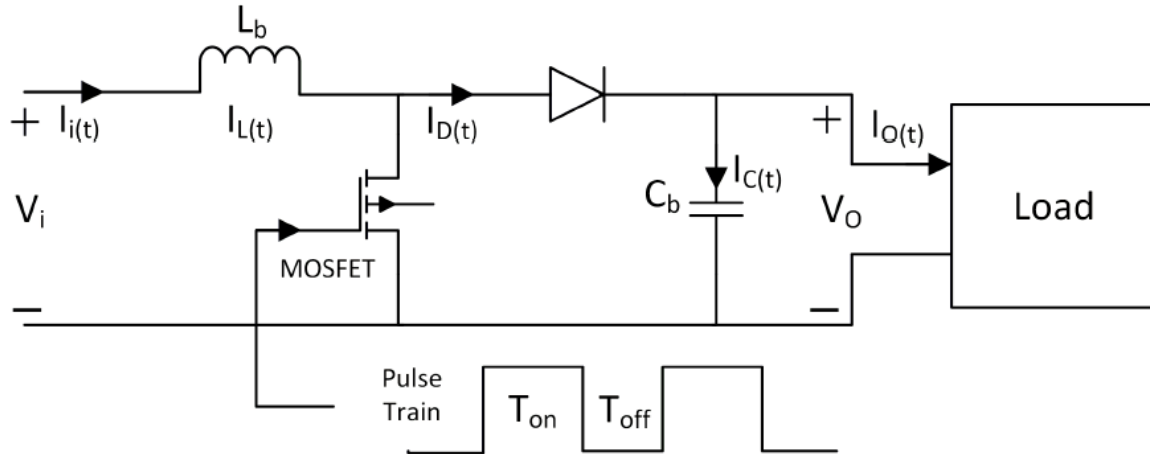 L_b
+ I_i(t) I_L(t) I_D(t) + I_O(t)
V_i MOSFET C_b I_C(t) V_O Load
− −
Pulse
Train
T_on T_off